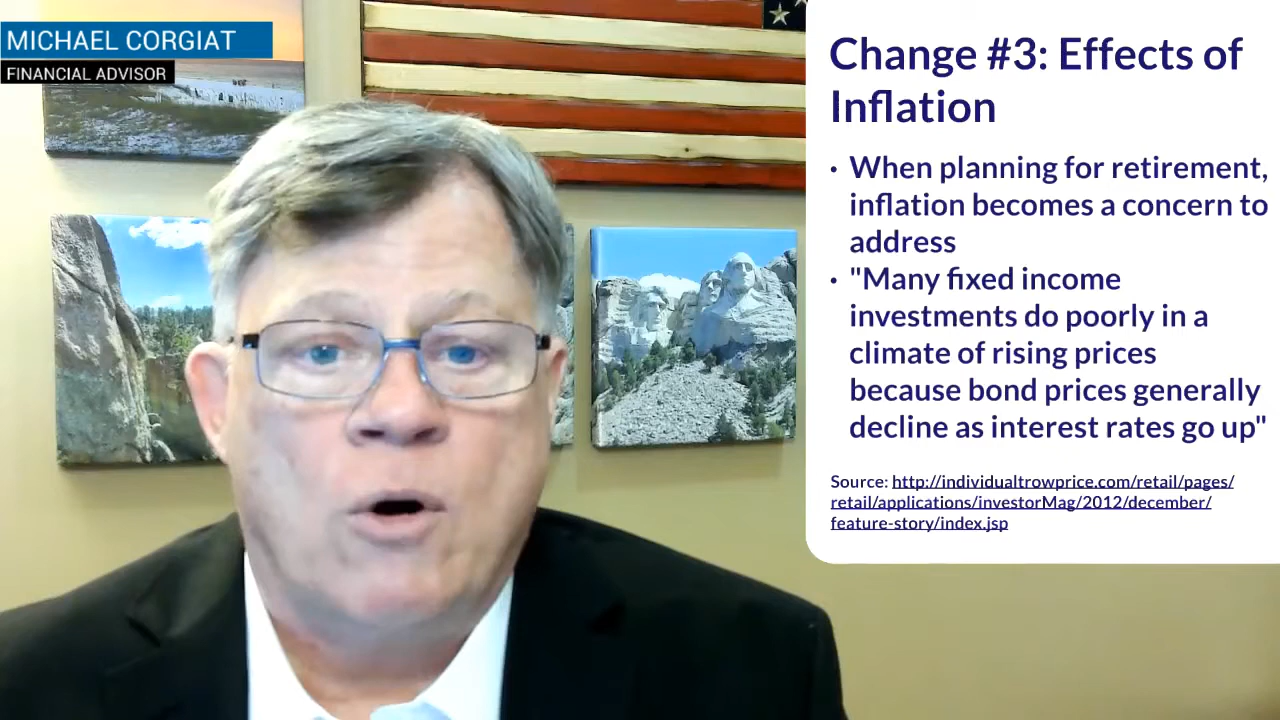 MICHAEL CORGIAT
FINANCIAL ADVISOR
Change #3: Effects of
Inflation
• When planning for retirement,
inflation becomes a concern to
address
• "Many fixed income
investments do poorly in a
climate of rising prices
because bond prices generally
decline as interest rates go up"
Source: http://individualtrowprice.com/retail/pages/
retail/applications/investorMag/2012/december/
feature-story/index.jsp